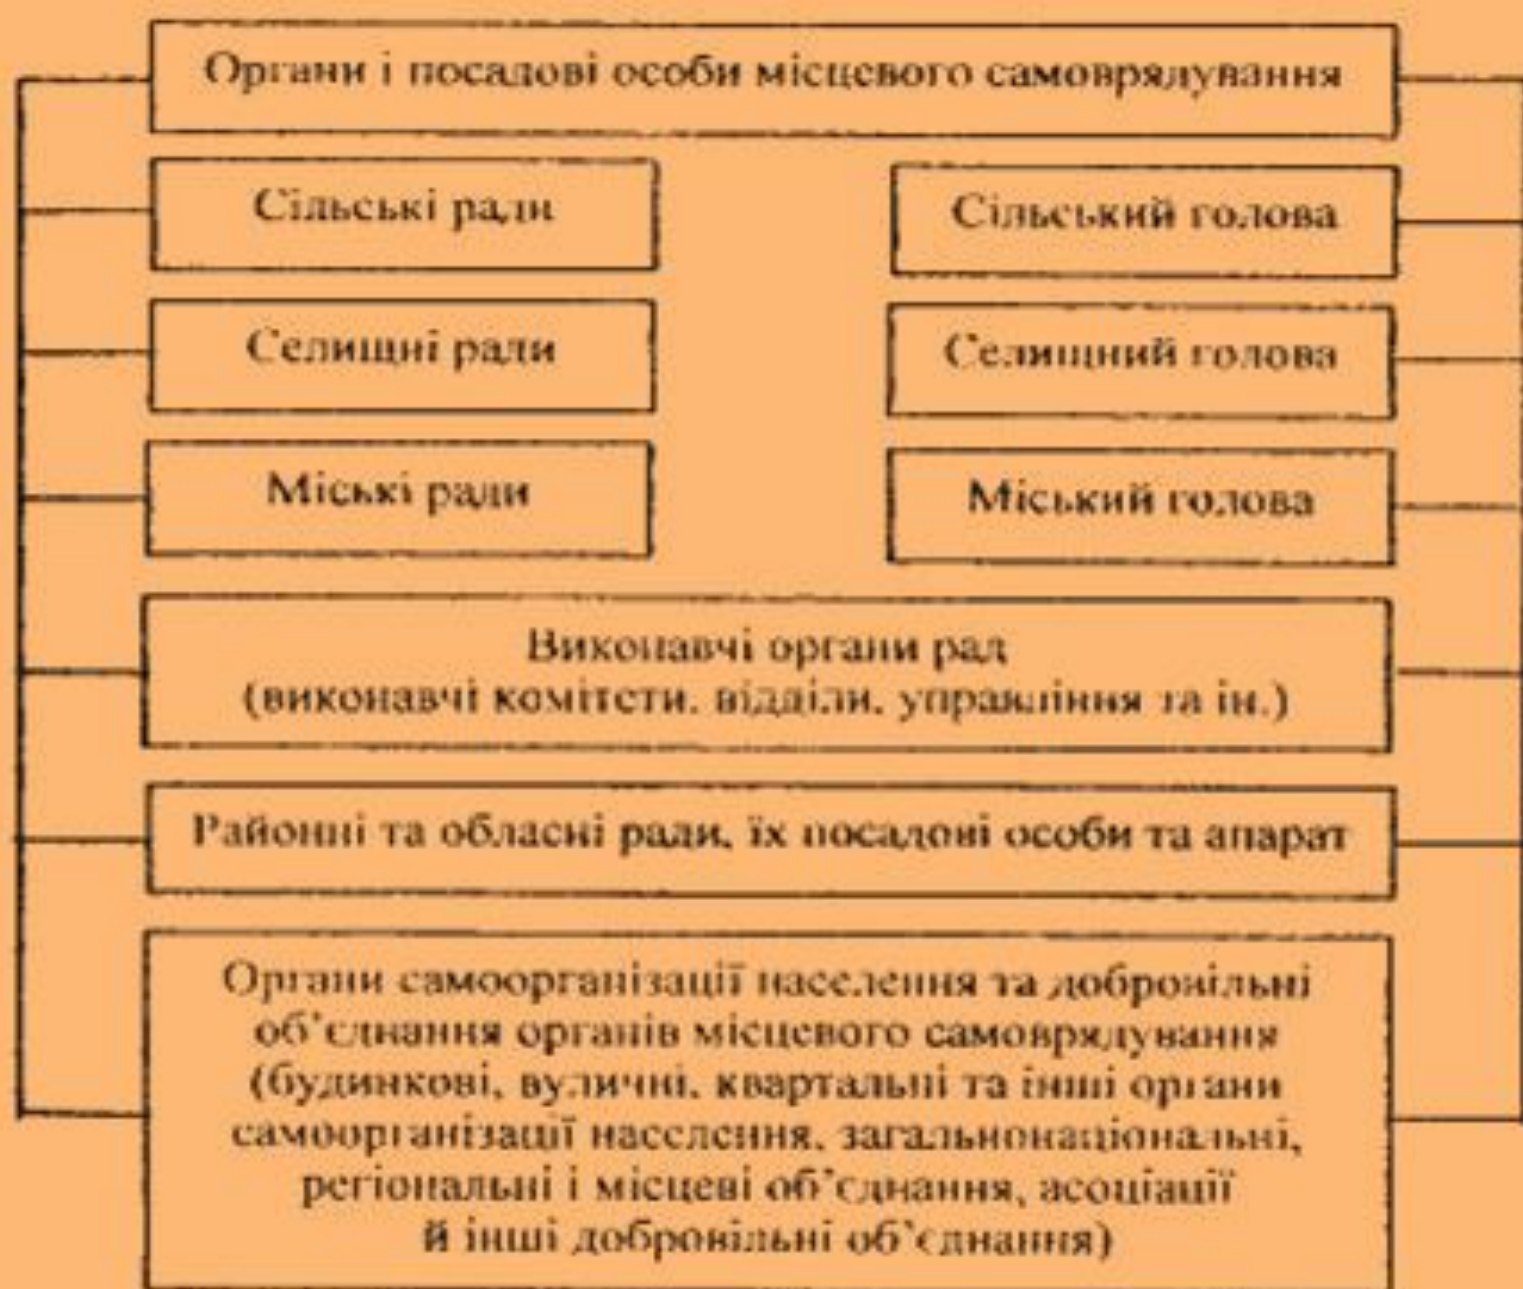 Органи і посадові особи місцевого самоврядування
Сільські ради
Сільський голова
Селищні ради
Селищний голова
Міські ради
Міський голова
Виконавчі органи рад
(виконавчі комітети, відділи, управління та ін.)
Районні та обласні ради, їх посадові особи та апарат
Органи самоорганізації населення та добровільні
об’єднання органів місцевого самоврядування
(будинкові, вуличні, квартальні та інші органи
самоорганізації населення, загальнонаціональні,
регіональні і місцеві об’єднання, асоціації
й інші добровільні об’єднання)